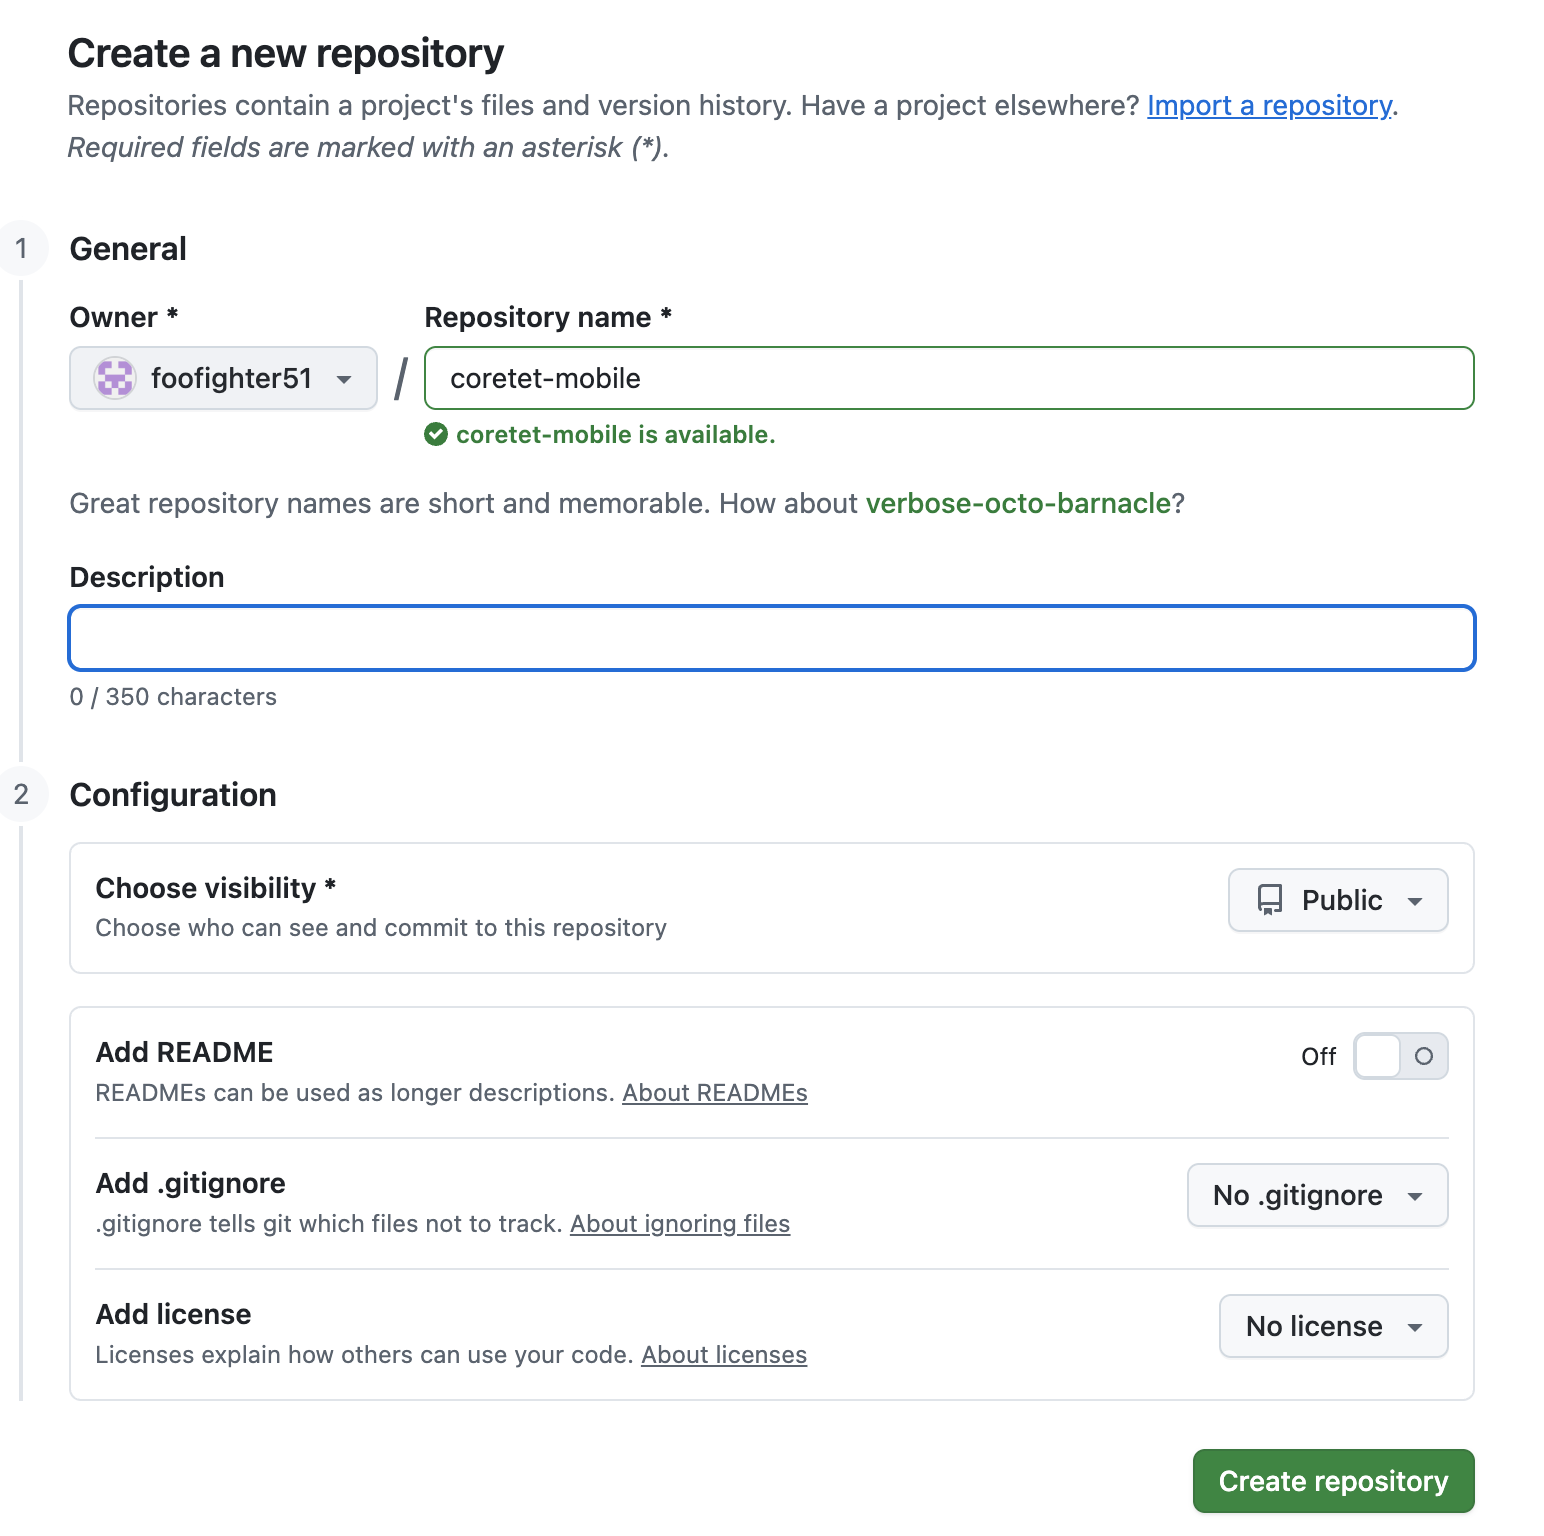 Create a new repository
Repositories contain a project's files and version history. Have a project elsewhere? Import a repository.
Required fields are marked with an asterisk (*).
1 General
Owner * Repository name *
foofighter51 / coretet-mobile
coretet-mobile is available.
Great repository names are short and memorable. How about verbose-octo-barnacle?
Description
0 / 350 characters
2 Configuration
Choose visibility *
Public
Choose who can see and commit to this repository
Add README
Off
READMEs can be used as longer descriptions. About READMEs
Add .gitignore
No .gitignore
.gitignore tells git which files not to track. About ignoring files
Add license
No license
Licenses explain how others can use your code. About licenses
Create repository